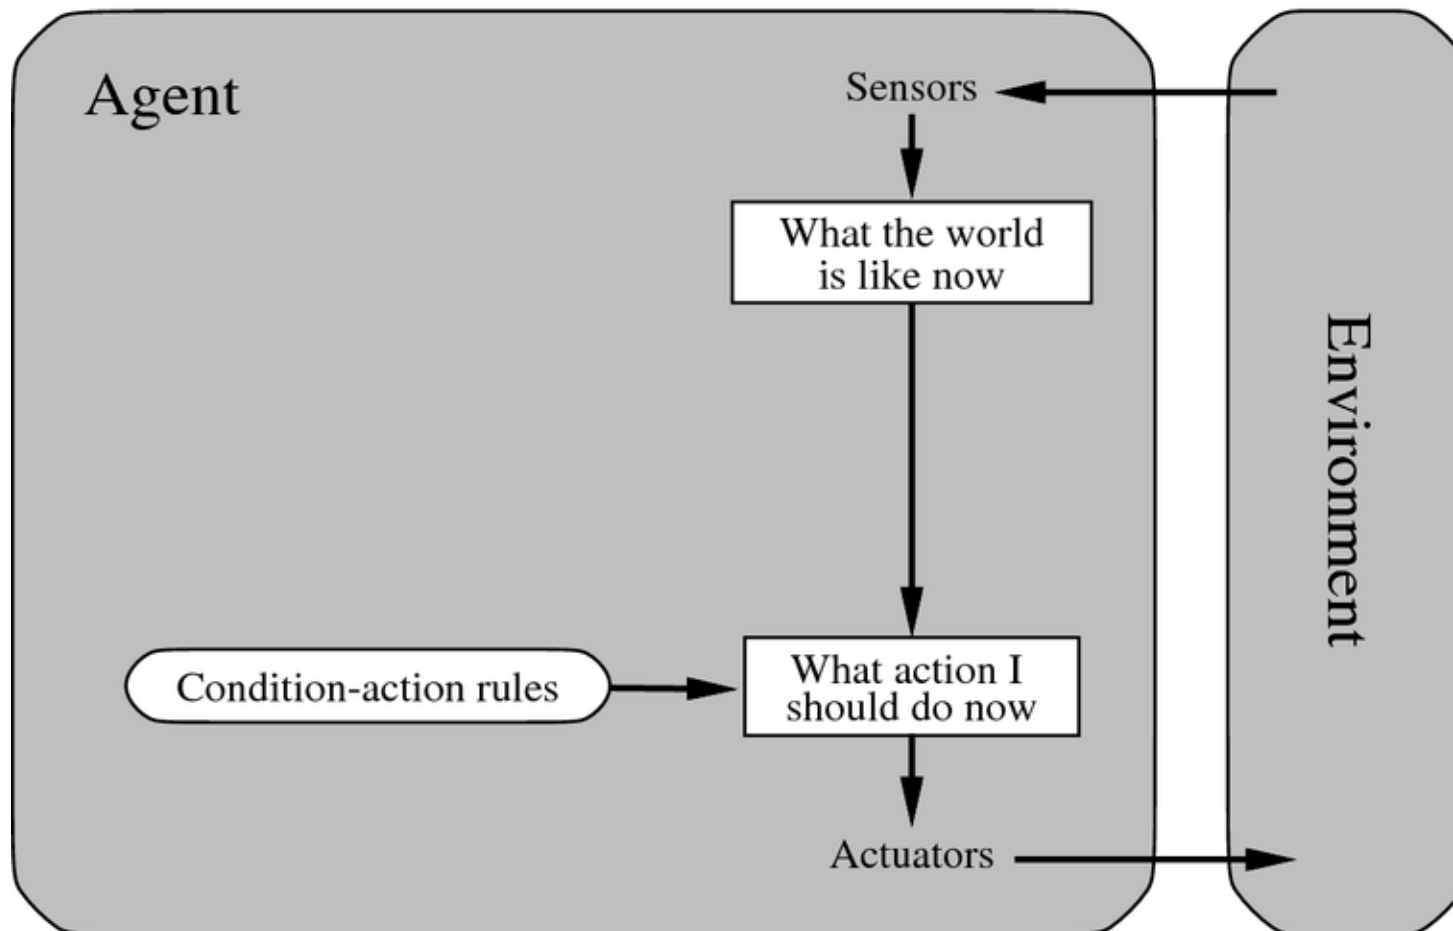 Agent
Sensors
What the world
is like now
Environment
Condition-action rules
What action I
should do now
Actuators